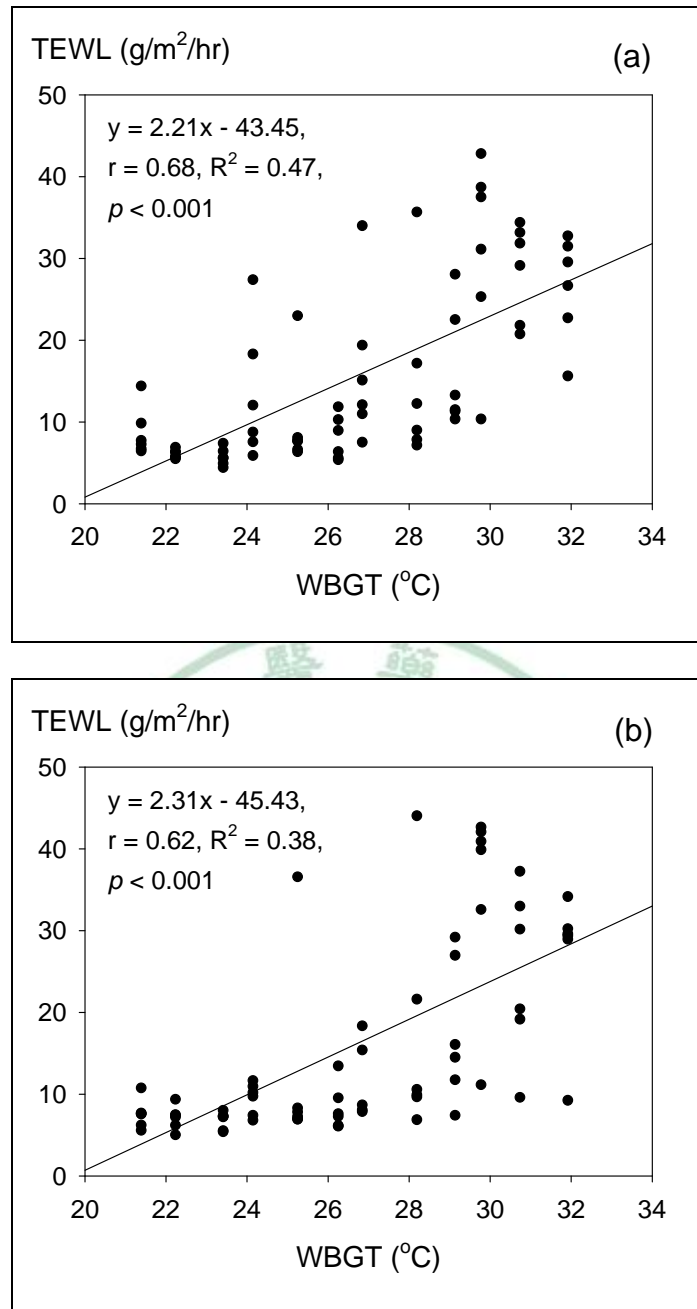 TEWL (g/m²/hr)
(a)
y = 2.21x - 43.45,
r = 0.68, R² = 0.47,
p < 0.001
50
40
30
20
10
0
20 22 24 26 28 30 32 34
WBGT (°C)
醫 藥
TEWL (g/m²/hr)
(b)
y = 2.31x - 45.43,
r = 0.62, R² = 0.38,
p < 0.001
50
40
30
20
10
0
20 22 24 26 28 30 32 34
WBGT (°C)